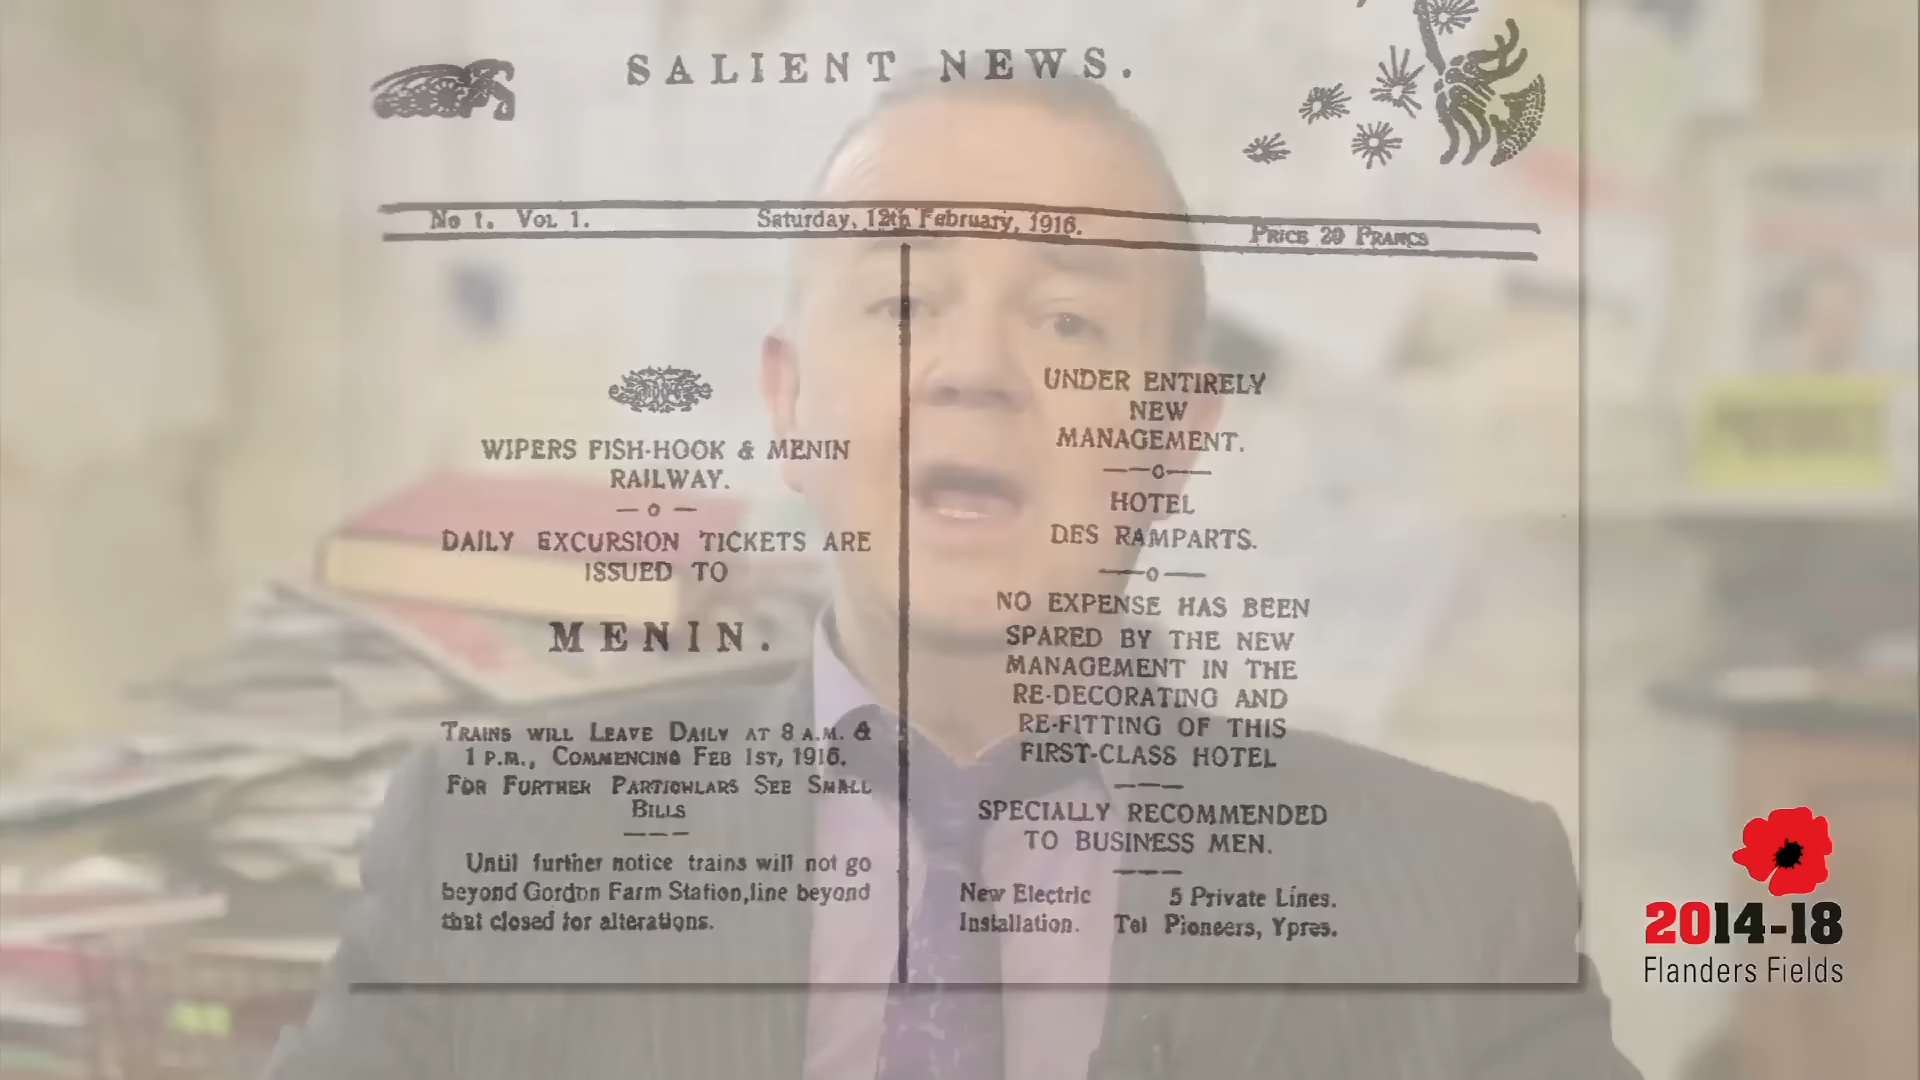 SALIENT NEWS.
No 1. VOL 1.
Saturday, 12th February, 1916.
PRICE 20 FRANCS
WIPERS FISH-HOOK & MENIN
RAILWAY.
—o—
DAILY EXCURSION TICKETS ARE
ISSUED TO
MENIN.
TRAINS WILL LEAVE DAILY AT 8 A.M. &
1 P.M., COMMENCING FEB 1ST, 1916.
FOR FURTHER PARTICULARS SEE SMALL
BILLS
Until further notice trains will not go
beyond Gordon Farm Station,line beyond
that closed for alterations.
UNDER ENTIRELY
NEW
MANAGEMENT.
—o—
HOTEL
DES RAMPARTS.
—o—
NO EXPENSE HAS BEEN
SPARED BY THE NEW
MANAGEMENT IN THE
RE-DECORATING AND
RE-FITTING OF THIS
FIRST-CLASS HOTEL
SPECIALLY RECOMMENDED
TO BUSINESS MEN.
New Electric 5 Private Lines.
Installation. Tel Pioneers, Ypres.
2014-18
Flanders Fields